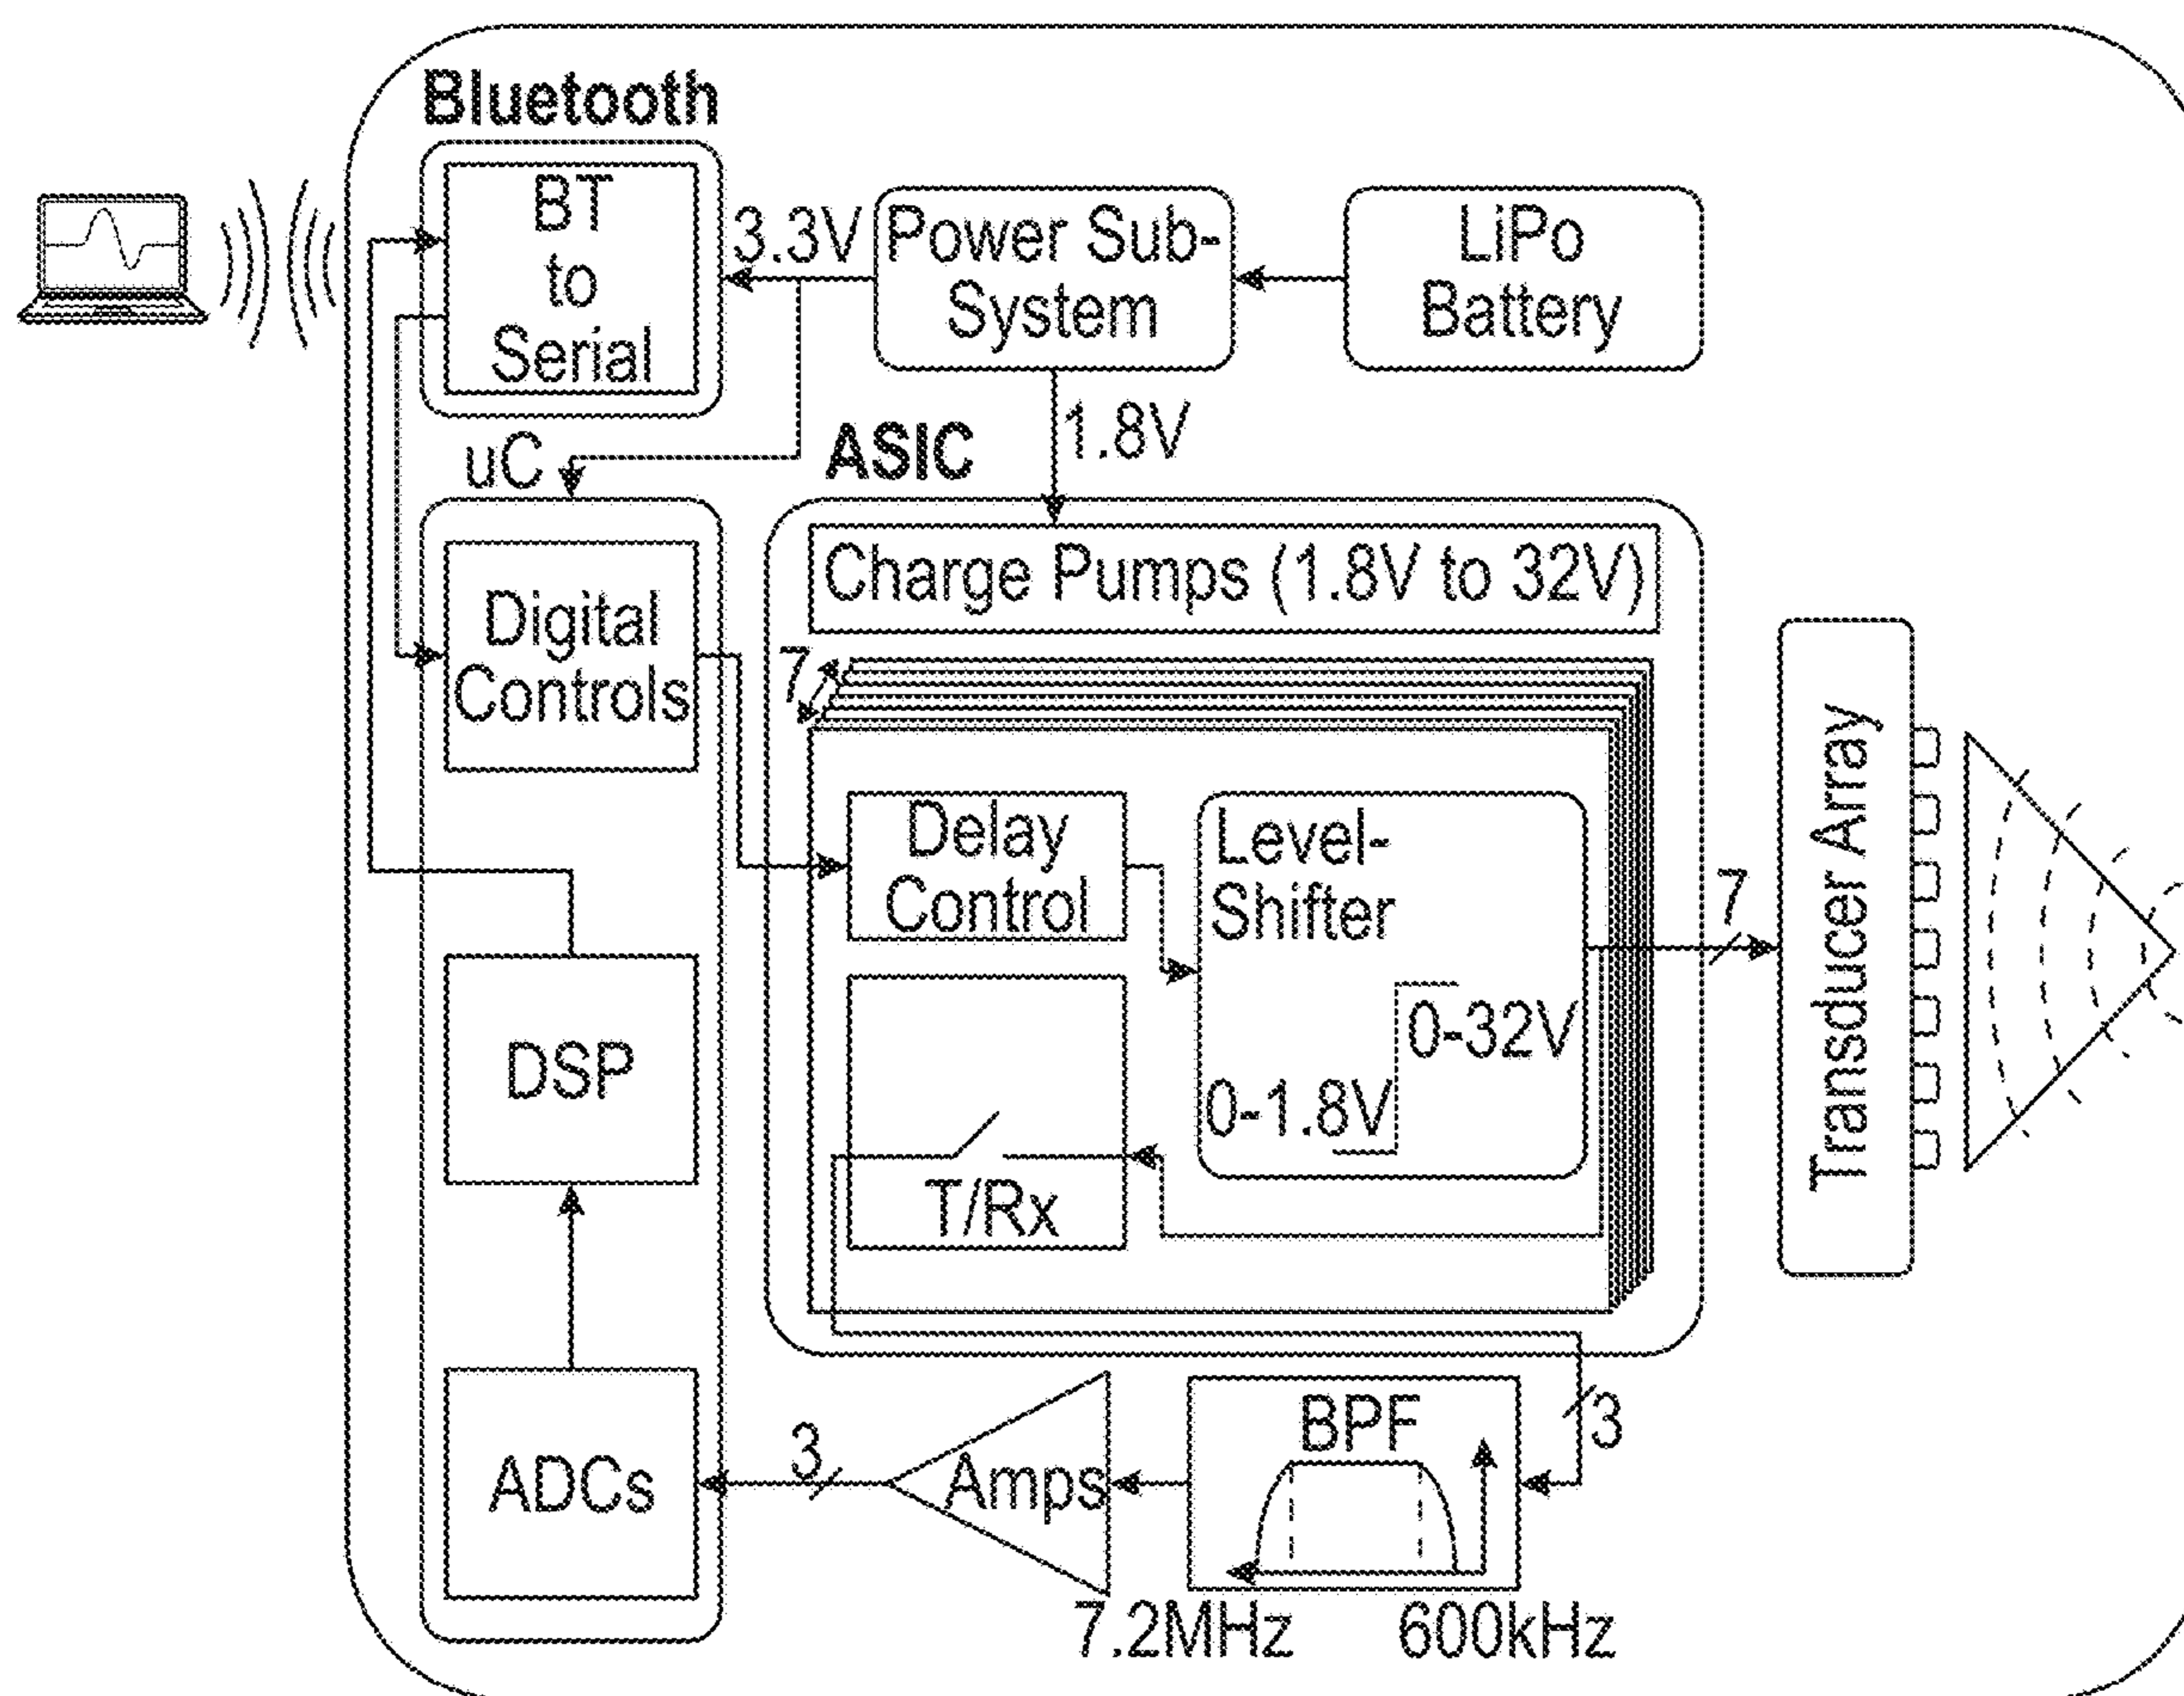 Bluetooth
BT
to
Serial
3.3V
Power Sub-
System
LiPo
Battery
1.8V
uC
ASIC
Charge Pumps (1.8V to 32V)
Digital
Controls
7
Delay
Control
Level-
Shifter
0-32V
0-1.8V
T/Rx
7
Transducer Array
DSP
ADCs
3
Amps
BPF
3
7.2MHz
600kHz